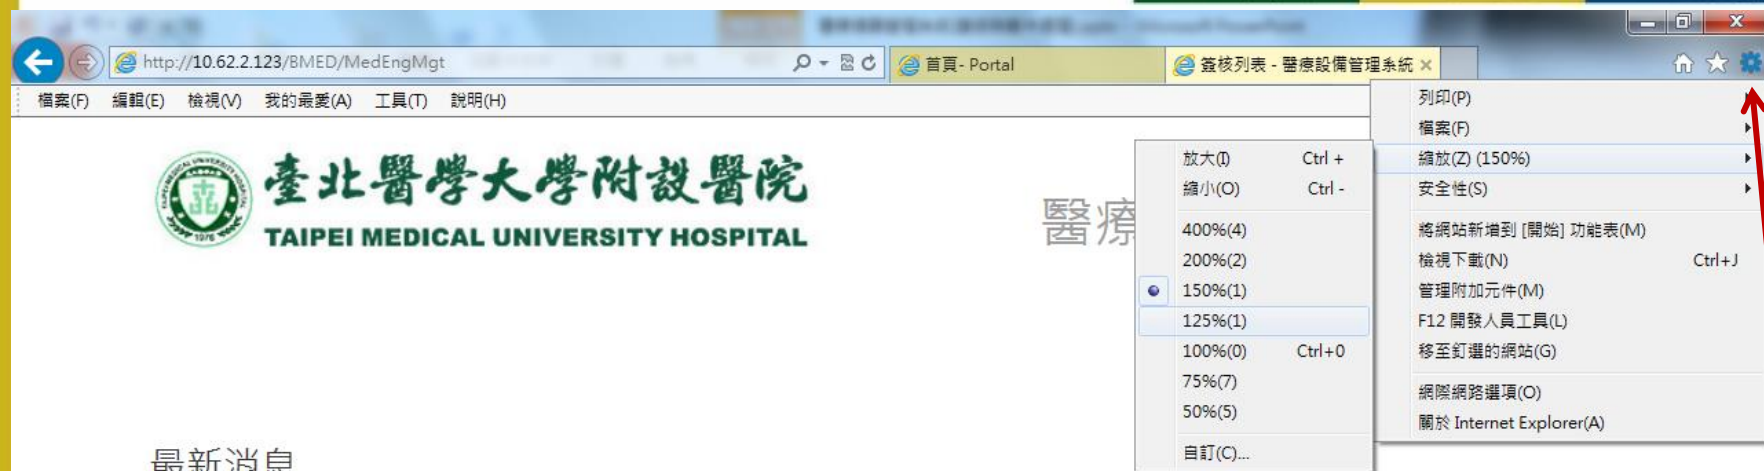 http://10.62.2.123/BMED/MedEngMgt
首頁- Portal
簽核列表 - 醫療設備管理系統
檔案(F) 編輯(E) 檢視(V) 我的最愛(A) 工具(T) 說明(H)
臺北醫學大學附設醫院
TAIPEI MEDICAL UNIVERSITY HOSPITAL
1976
醫療
放大(I) Ctrl +
縮小(O) Ctrl -
400%(4)
200%(2)
150%(1)
125%(1)
100%(0) Ctrl+0
75%(7)
50%(5)
自訂(C)...
列印(P)
檔案(F)
縮放(Z) (150%)
安全性(S)
將網站新增到 [開始] 功能表(M)
檢視下載(N) Ctrl+J
管理附加元件(M)
F12 開發人員工具(L)
移至釘選的網站(G)
網際網路選項(O)
關於 Internet Explorer(A)
最新消息